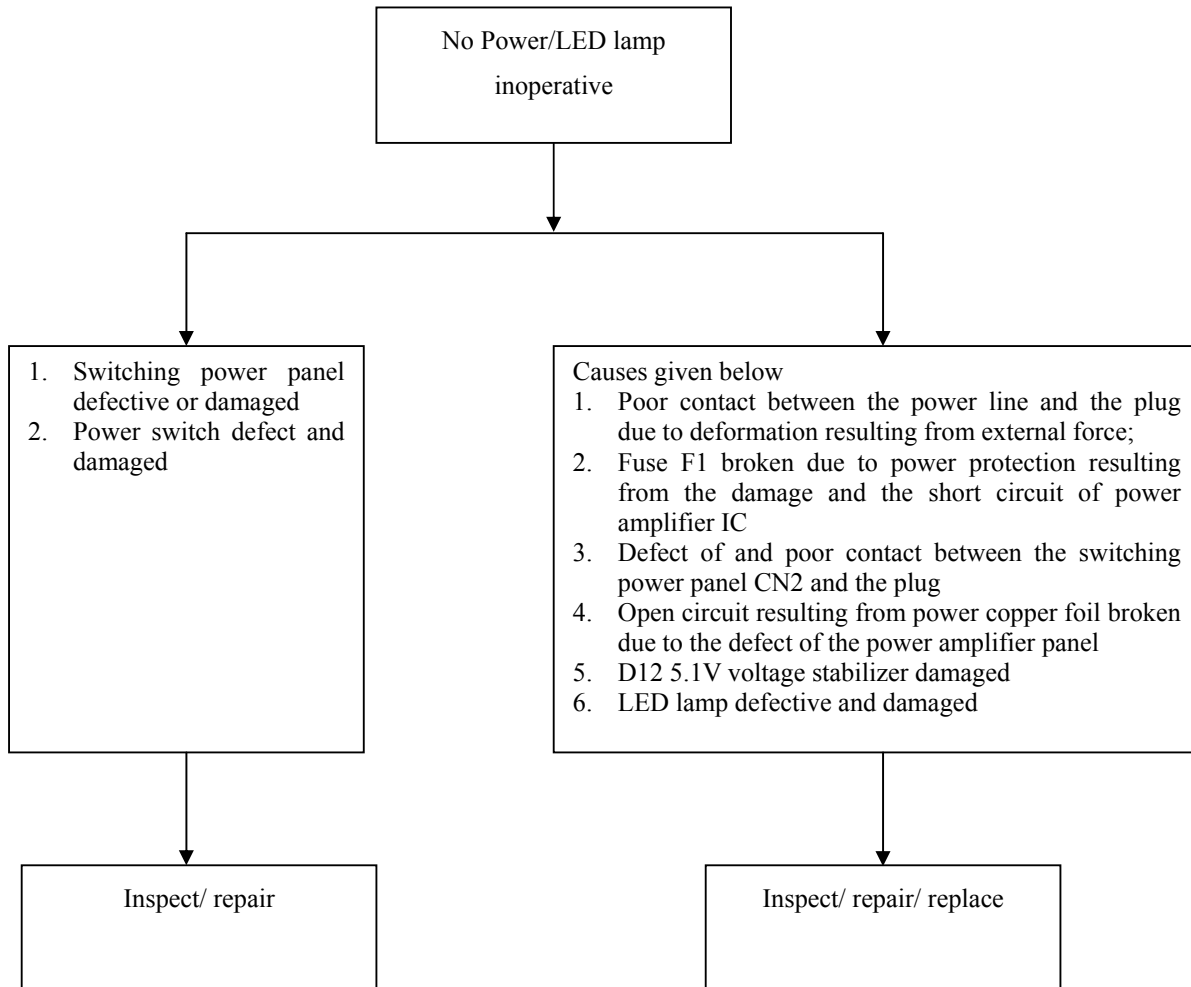 No Power/LED lamp
inoperative
1. Switching power panel
defective or damaged
2. Power switch defect and
damaged
Causes given below
1. Poor contact between the power line and the plug
due to deformation resulting from external force;
2. Fuse F1 broken due to power protection resulting
from the damage and the short circuit of power
amplifier IC
3. Defect of and poor contact between the switching
power panel CN2 and the plug
4. Open circuit resulting from power copper foil broken
due to the defect of the power amplifier panel
5. D12 5.1V voltage stabilizer damaged
6. LED lamp defective and damaged
Inspect/ repair
Inspect/ repair/ replace